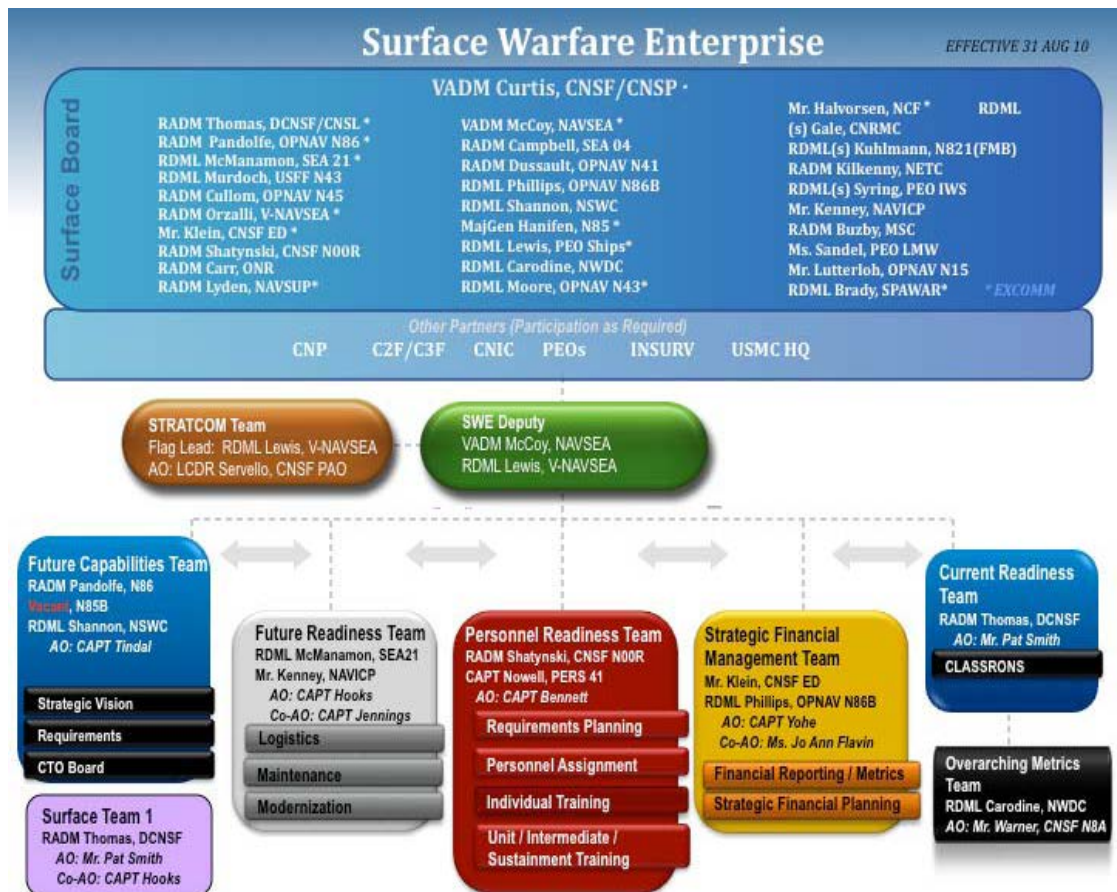 Surface Warfare Enterprise
EFFECTIVE 31 AUG 10
Surface Board
VADM Curtis, CNSF/CNSP *
RADM Thomas, DCNSF/CNSL *
RADM Pandolfe, OPNAV N86 *
RDML McManamon, SEA 21 *
RDML Murdoch, USFF N43
RADM Cullom, OPNAV N45
RADM Orzalli, V-NAVSEA *
Mr. Klein, CNSF ED *
RADM Shatynski, CNSF N00R
RADM Carr, ONR
RADM Lyden, NAVSUP*
VADM McCoy, NAVSEA *
RADM Campbell, SEA 04
RADM Dussault, OPNAV N41
RDML Phillips, OPNAV N86B
RDML Shannon, NSWC
MajGen Hanifen, N85 *
RDML Lewis, PEO Ships*
RDML Carodine, NWDC
RDML Moore, OPNAV N43*
Mr. Halvorsen, NCF * RDML
(s) Gale, CNRMC
RDML(s) Kuhlmann, N821(FMB)
RADM Kilkenny, NETC
RDML(s) Syring, PEO IWS
Mr. Kenney, NAVICP
RADM Buzby, MSC
Ms. Sandel, PEO LMW
Mr. Lutterloh, OPNAV N15
RDML Brady, SPAWAR*
* EXCOMM
Other Partners (Participation as Required)
CNP C2F/C3F CNIC PEOs INSURV USMC HQ
STRATCOM Team
Flag Lead: RDML Lewis, V-NAVSEA
AO: LCDR Servello, CNSF PAO
SWE Deputy
VADM McCoy, NAVSEA
RDML Lewis, V-NAVSEA
Future Capabilities Team
RADM Pandolfe, N86
Vacant, N85B
RDML Shannon, NSWC
AO: CAPT Tindal
Strategic Vision
Requirements
CTO Board
Surface Team 1
RADM Thomas, DCNSF
AO: Mr. Pat Smith
Co-AO: CAPT Hooks
Future Readiness Team
RDML McManamon, SEA21
Mr. Kenney, NAVICP
AO: CAPT Hooks
Co-AO: CAPT Jennings
Logistics
Maintenance
Modernization
Personnel Readiness Team
RADM Shatynski, CNSF N00R
CAPT Nowell, PERS 41
AO: CAPT Bennett
Requirements Planning
Personnel Assignment
Individual Training
Unit / Intermediate /
Sustainment Training
Strategic Financial
Management Team
Mr. Klein, CNSF ED
RDML Phillips, OPNAV N86B
AO: CAPT Yohe
Co-AO: Ms. Jo Ann Flavin
Financial Reporting / Metrics
Strategic Financial Planning
Current Readiness
Team
RADM Thomas, DCNSF
AO: Mr. Pat Smith
CLASSRONS
Overarching Metrics
Team
RDML Carodine, NWDC
AO: Mr. Warner, CNSF N8A